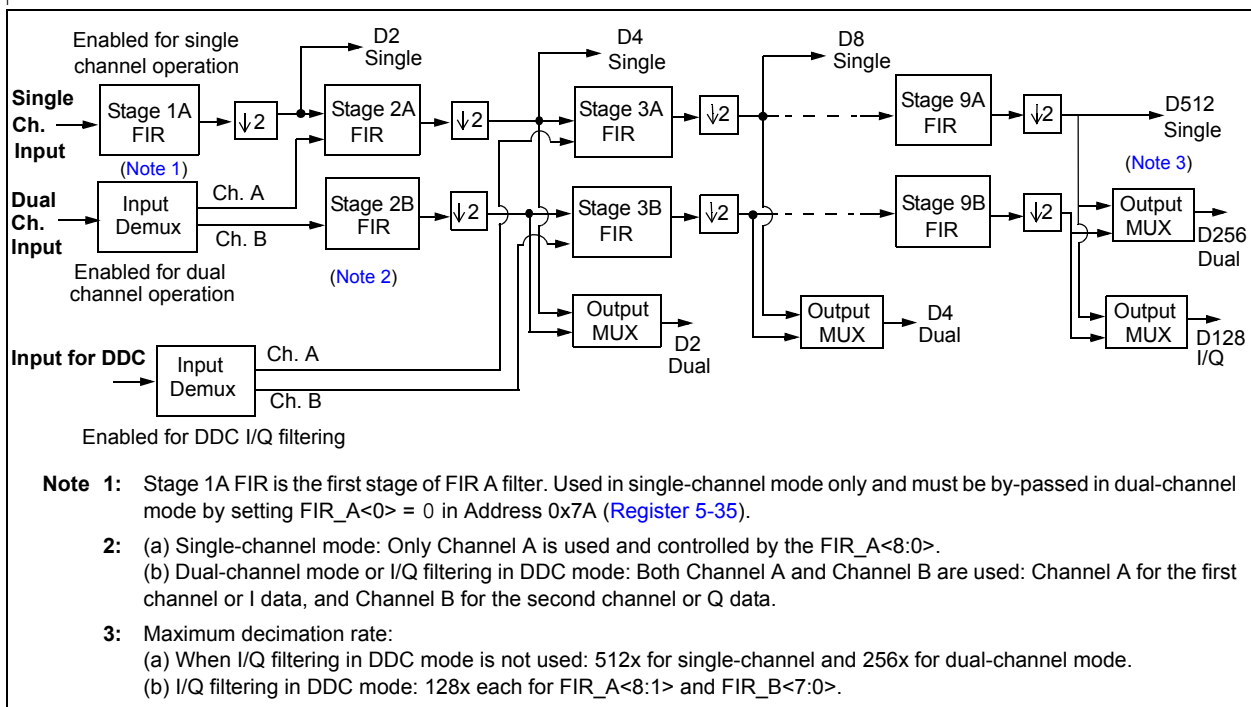 Enabled for single
channel operation
D2
Single
D4
Single
D8
Single
Single
Ch.
Input
Stage 1A
FIR
↓2
Stage 2A
FIR
↓2
Stage 3A
FIR
↓2
Stage 9A
FIR
↓2
D512
Single
(Note 1)
(Note 3)
Dual
Ch.
Input
Input
Demux
Ch. A
Ch. B
Stage 2B
FIR
↓2
Stage 3B
FIR
↓2
Stage 9B
FIR
↓2
Output
MUX
D256
Dual
Enabled for dual
channel operation
(Note 2)
Output
MUX
D2
Dual
Output
MUX
D4
Dual
Output
MUX
D128
I/Q
Input for DDC
Input
Demux
Ch. A
Ch. B
Enabled for DDC I/Q filtering
Note 1: Stage 1A FIR is the first stage of FIR A filter. Used in single-channel mode only and must be by-passed in dual-channel
mode by setting FIR_A<0> = 0 in Address 0x7A (Register 5-35).
2: (a) Single-channel mode: Only Channel A is used and controlled by the FIR_A<8:0>.
(b) Dual-channel mode or I/Q filtering in DDC mode: Both Channel A and Channel B are used: Channel A for the first
channel or I data, and Channel B for the second channel or Q data.
3: Maximum decimation rate:
(a) When I/Q filtering in DDC mode is not used: 512x for single-channel and 256x for dual-channel mode.
(b) I/Q filtering in DDC mode: 128x each for FIR_A<8:1> and FIR_B<7:0>.